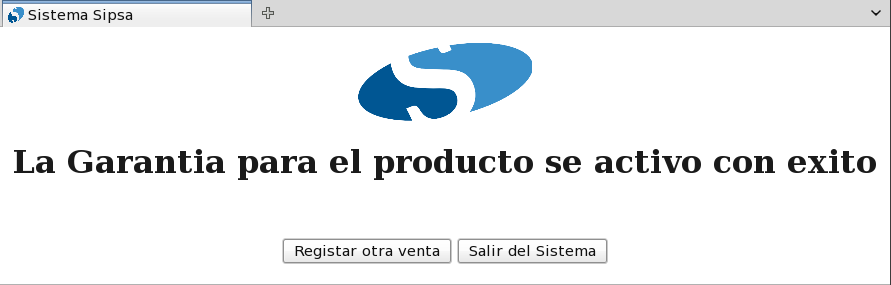 Sistema Sipsa
La Garantia para el producto se activo con exito
Registar otra venta
Salir del Sistema